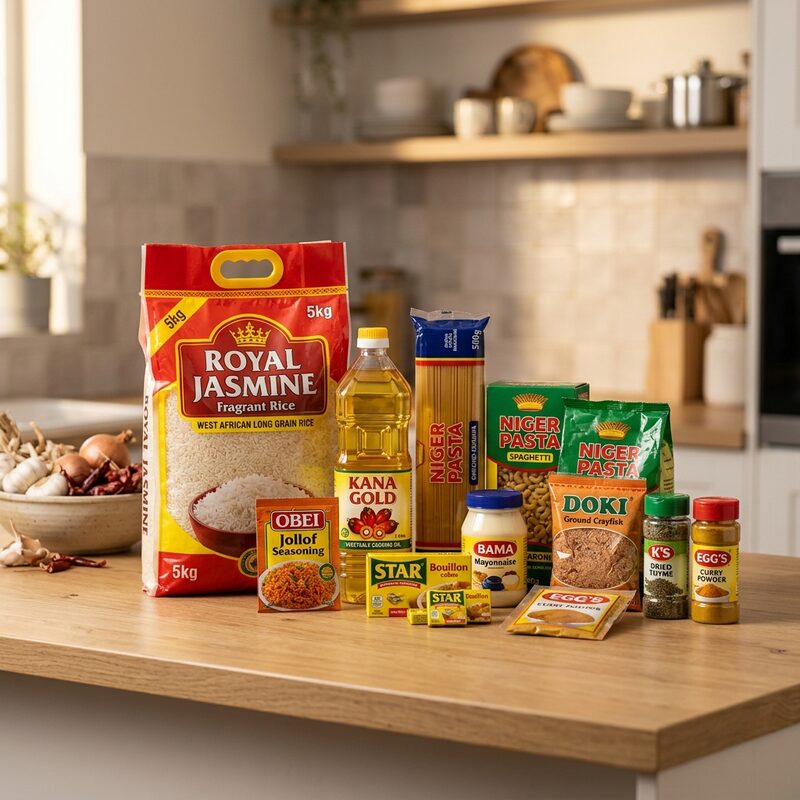 5kg
5kg
ROYAL
JASMINE
Fragrant Rice
WEST AFRICAN LONG GRAIN RICE
ROYAL JASMINE
5kg
OBEI
Jollof
Seasoning
KANA
GOLD
NIGER
PASTA
500g
NIGER
PASTA
SPAGHETTI
NIGER
PASTA
BAMA
Mayonnaise
STAR
Bouillon
STAR
DOKI
Ground Crayfish
EGG'S
K'S
DRIED
TUYME
EGG'S
CURRY
POWOER